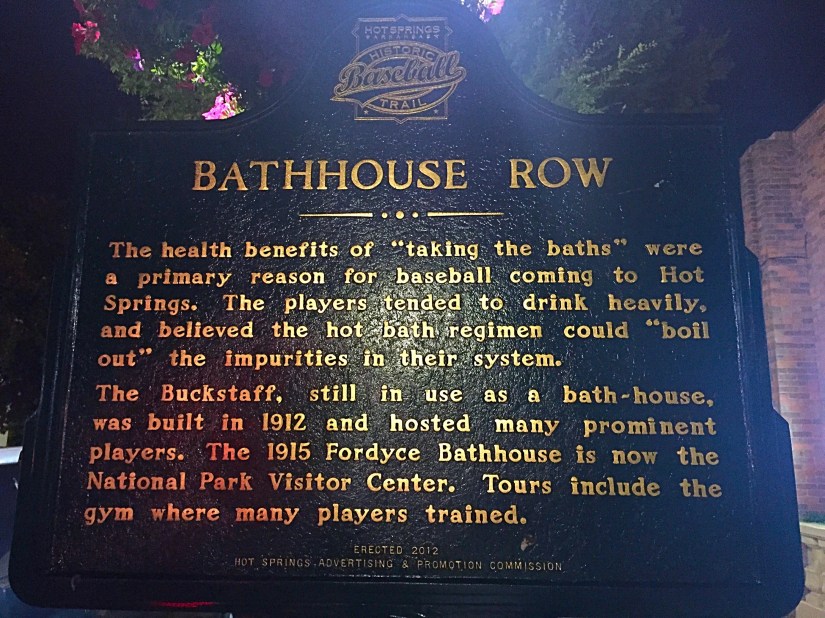 HOT SPRINGS
HISTORIC
Baseball
TRAIL
BATHHOUSE ROW
The health benefits of "taking the baths" were
a primary reason for baseball coming to Hot
Springs. The players tended to drink heavily,
and believed the hot bath regimen could "boil
out" the impurities in their system.
The Buckstaff, still in use as a bath-house,
was built in 1912 and hosted many prominent
players. The 1915 Fordyce Bathhouse is now the
National Park Visitor Center. Tours include the
gym where many players trained.
ERECTED 2012
HOT SPRINGS ADVERTISING & PROMOTION COMMISSION